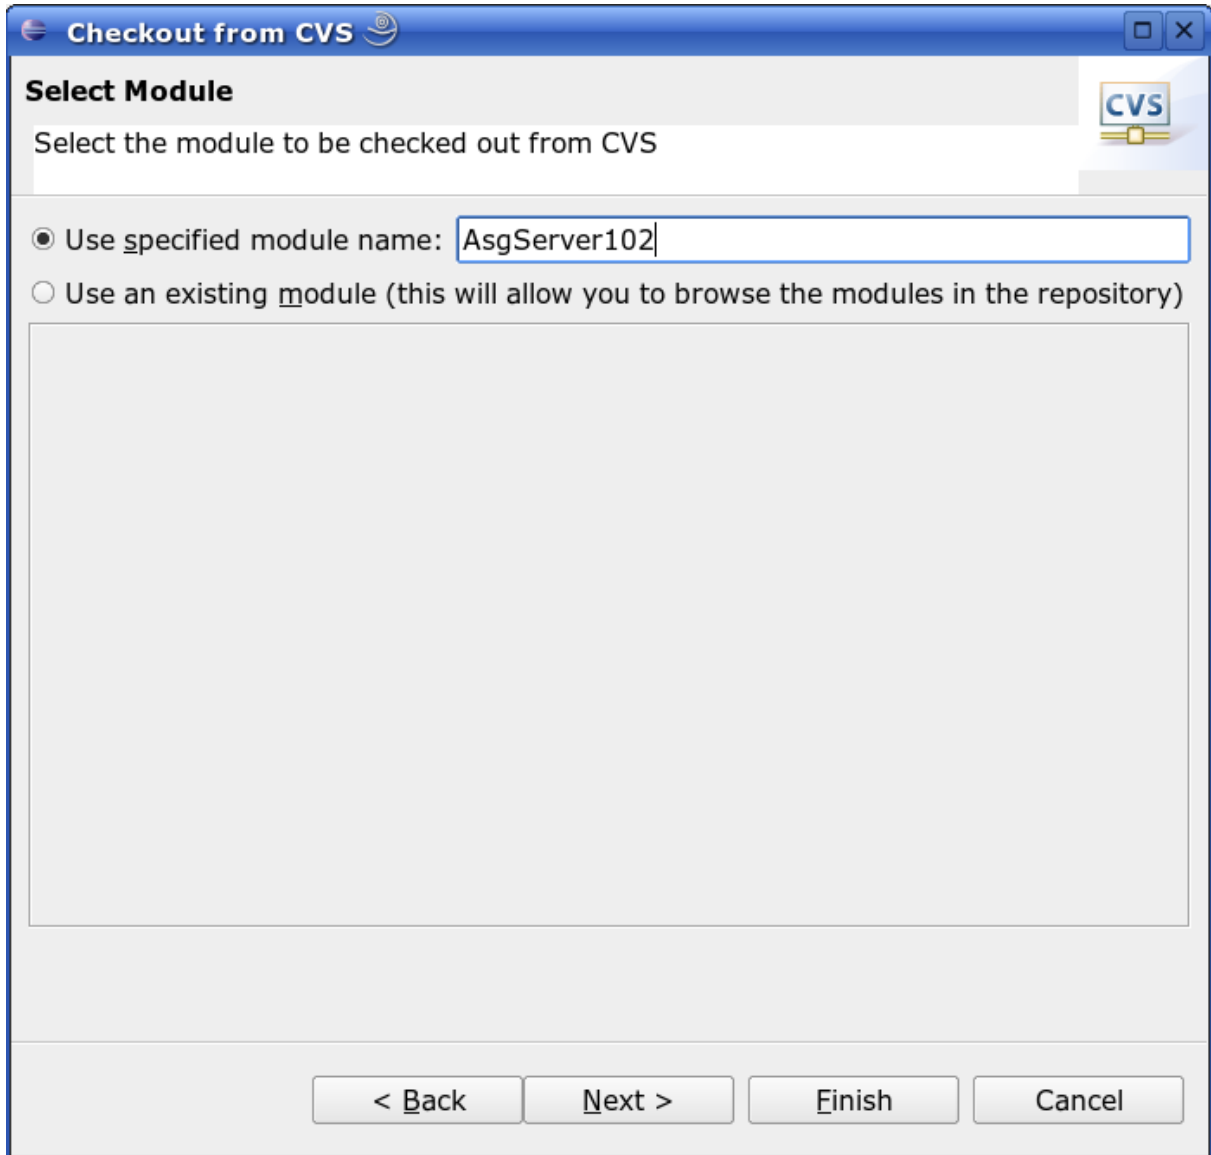 Checkout from CVS
Select Module
CVS
Select the module to be checked out from CVS
Use specified module name: AsgServer102
Use an existing module (this will allow you to browse the modules in the repository)
< Back Next > Finish Cancel